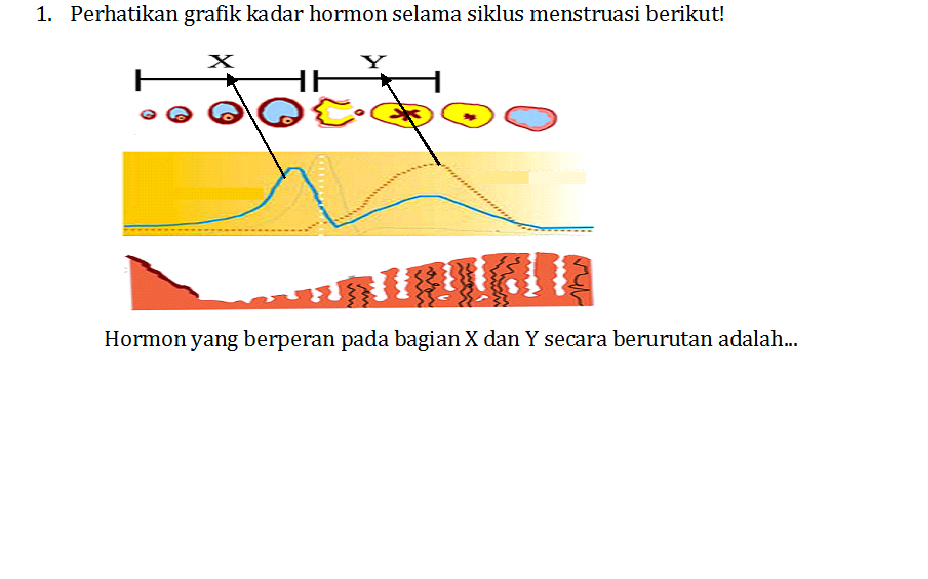 1. Perhatikan grafik kadar hormon selama siklus menstruasi berikut!
X Y
Hormon yang berperan pada bagian X dan Y secara berurutan adalah...